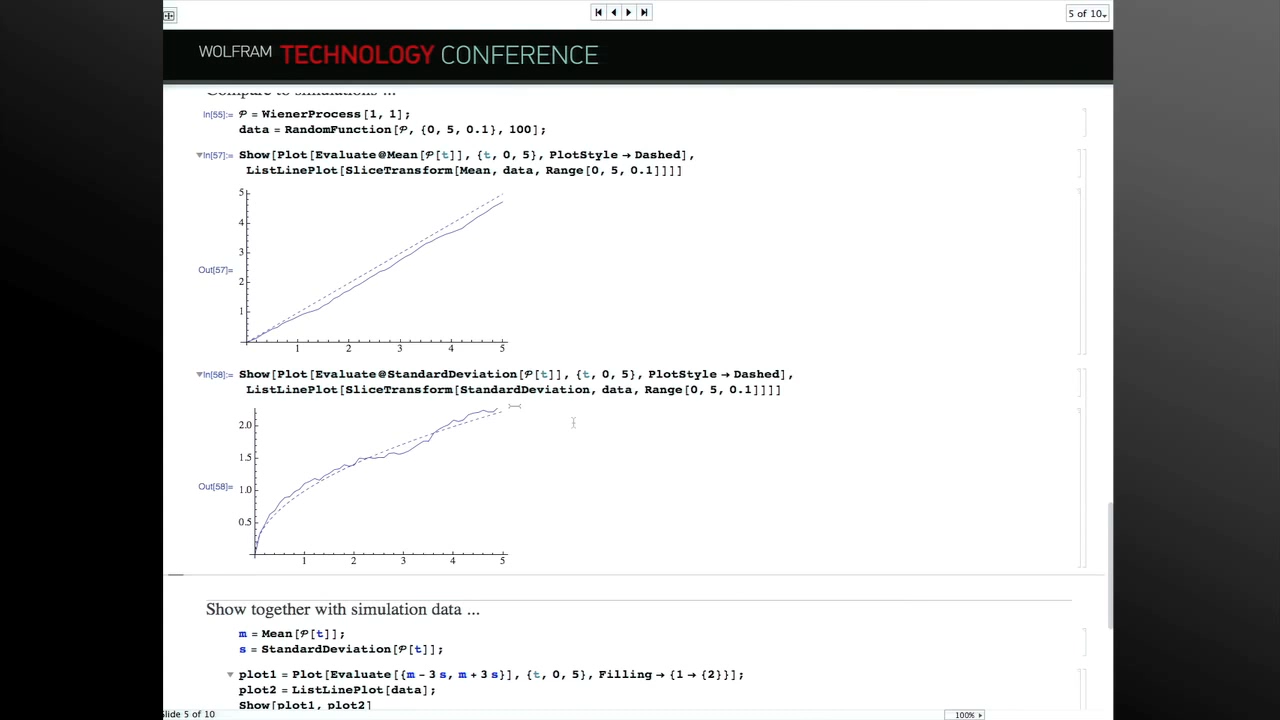 5 of 10
WOLFRAM TECHNOLOGY CONFERENCE
Compare to simulations ...
In[55]:= 𝒫 = WienerProcess[1, 1];
data = RandomFunction[𝒫, {0, 5, 0.1}, 100];
In[57]:= Show[Plot[Evaluate@Mean[𝒫[t]], {t, 0, 5}, PlotStyle → Dashed],
ListLinePlot[SliceTransform[Mean, data, Range[0, 5, 0.1]]]]
5
4
3
Out[57]=
2
1
1 2 3 4 5
In[58]:= Show[Plot[Evaluate@StandardDeviation[𝒫[t]], {t, 0, 5}, PlotStyle → Dashed],
ListLinePlot[SliceTransform[StandardDeviation, data, Range[0, 5, 0.1]]]]
2.0
1.5
Out[58]= 1.0
0.5
1 2 3 4 5
Show together with simulation data ...
m = Mean[𝒫[t]];
s = StandardDeviation[𝒫[t]];
plot1 = Plot[Evaluate[{m - 3 s, m + 3 s}], {t, 0, 5}, Filling → {1 → {2}}];
plot2 = ListLinePlot[data];
Show[plot1, plot2]
Slide 5 of 10 100%